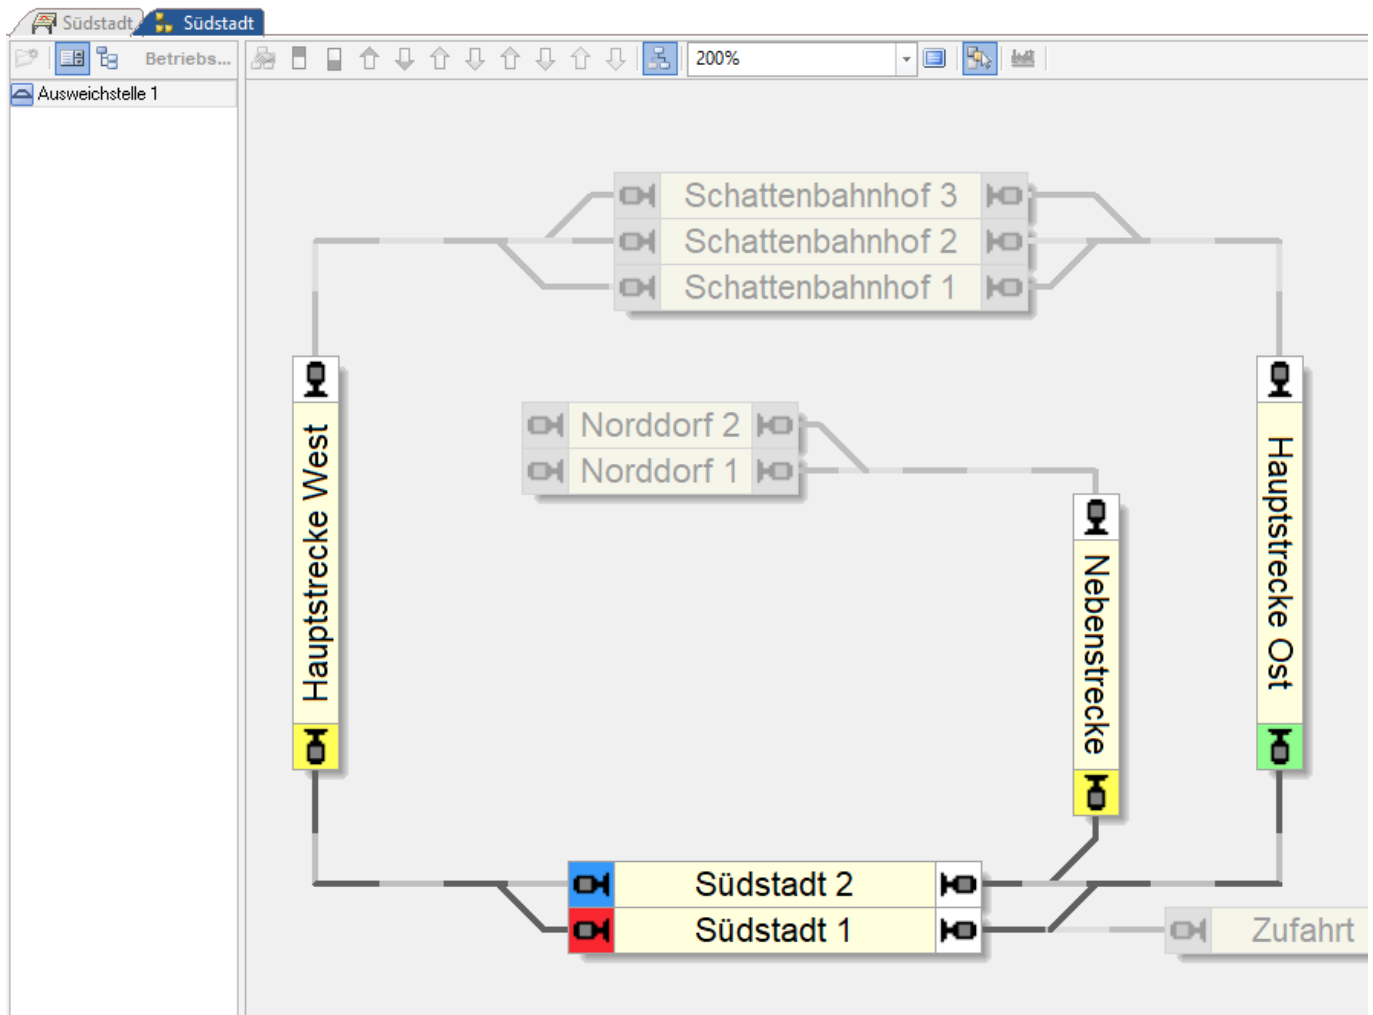 Südstadt
Südstadt
Betriebs...
200%
Ausweichstelle 1
Schattenbahnhof 3
Schattenbahnhof 2
Schattenbahnhof 1
Norddorf 2
Norddorf 1
Hauptstrecke West
Nebenstrecke
Hauptstrecke Ost
Südstadt 2
Südstadt 1
Zufahrt